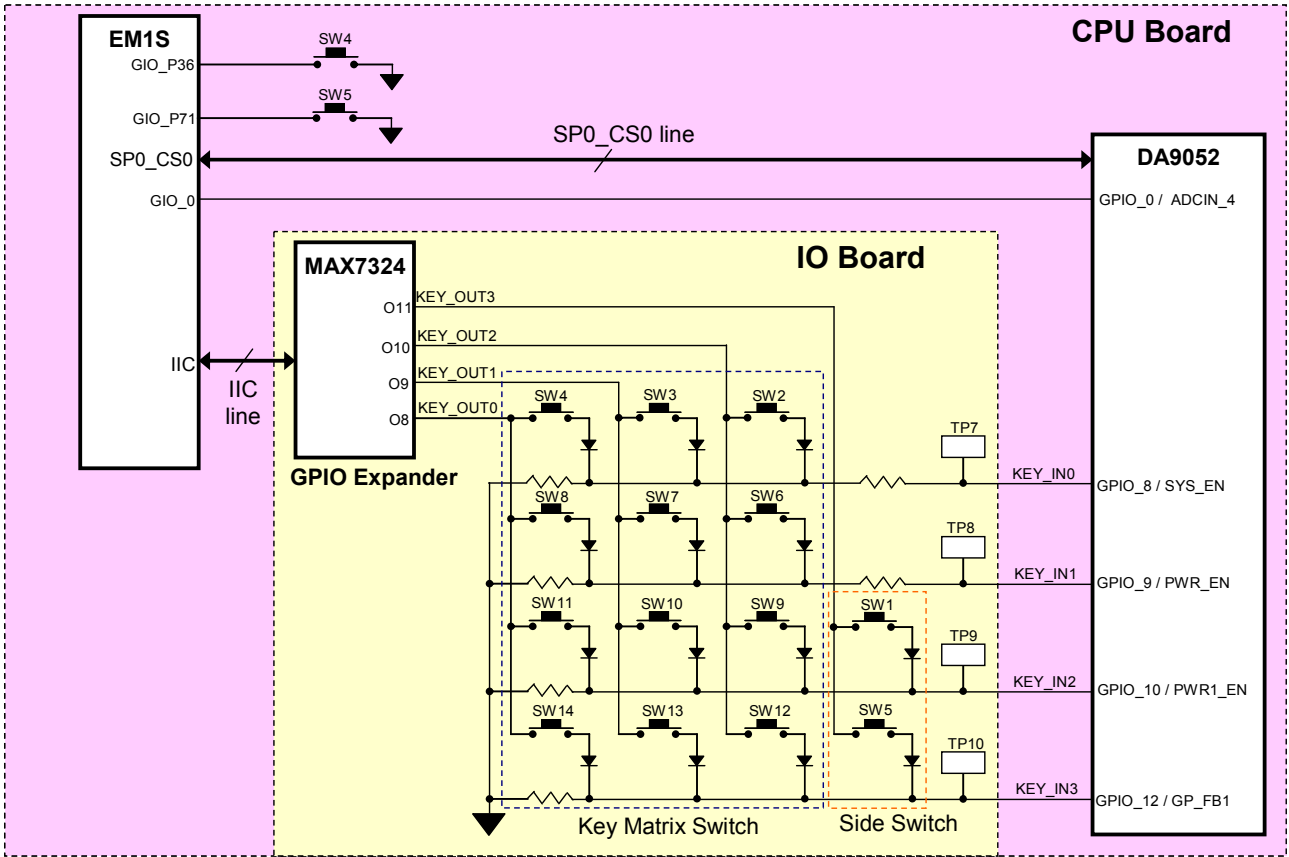 CPU Board
EM1S
GIO_P36
SW4
GIO_P71
SW5
SP0_CS0
SP0_CS0 line
GIO_0
DA9052
GPIO_0 / ADCIN_4
IO Board
MAX7324
O11
KEY_OUT3
O10
KEY_OUT2
O9
KEY_OUT1
O8
KEY_OUT0
GPIO Expander
IIC
IIC
line
SW4
SW3
SW2
TP7
KEY_IN0
GPIO_8 / SYS_EN
SW8
SW7
SW6
TP8
KEY_IN1
GPIO_9 / PWR_EN
SW11
SW10
SW9
SW1
TP9
KEY_IN2
GPIO_10 / PWR1_EN
SW14
SW13
SW12
SW5
TP10
KEY_IN3
GPIO_12 / GP_FB1
Key Matrix Switch
Side Switch